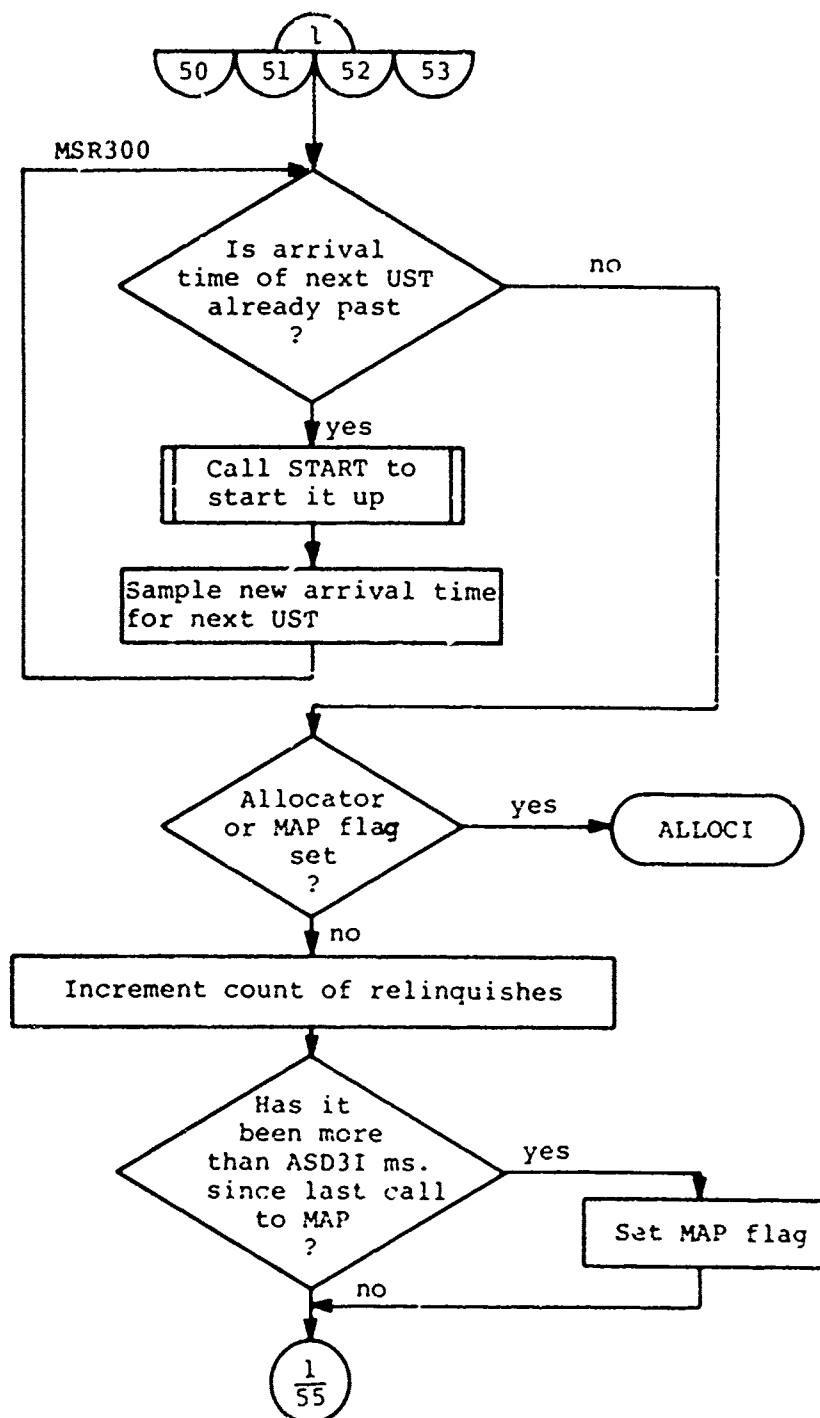 1
50 51 52 53
MSR300
Is arrival
time of next UST
already past
?
no
yes
Call START to
start it up
Sample new arrival time
for next UST
Allocator
or MAP flag
set
?
yes
ALLOCI
no
Increment count of relinquishes
Has it
been more
than ASD3I ms.
since last call
to MAP
?
yes
Set MAP flag
no
1
55